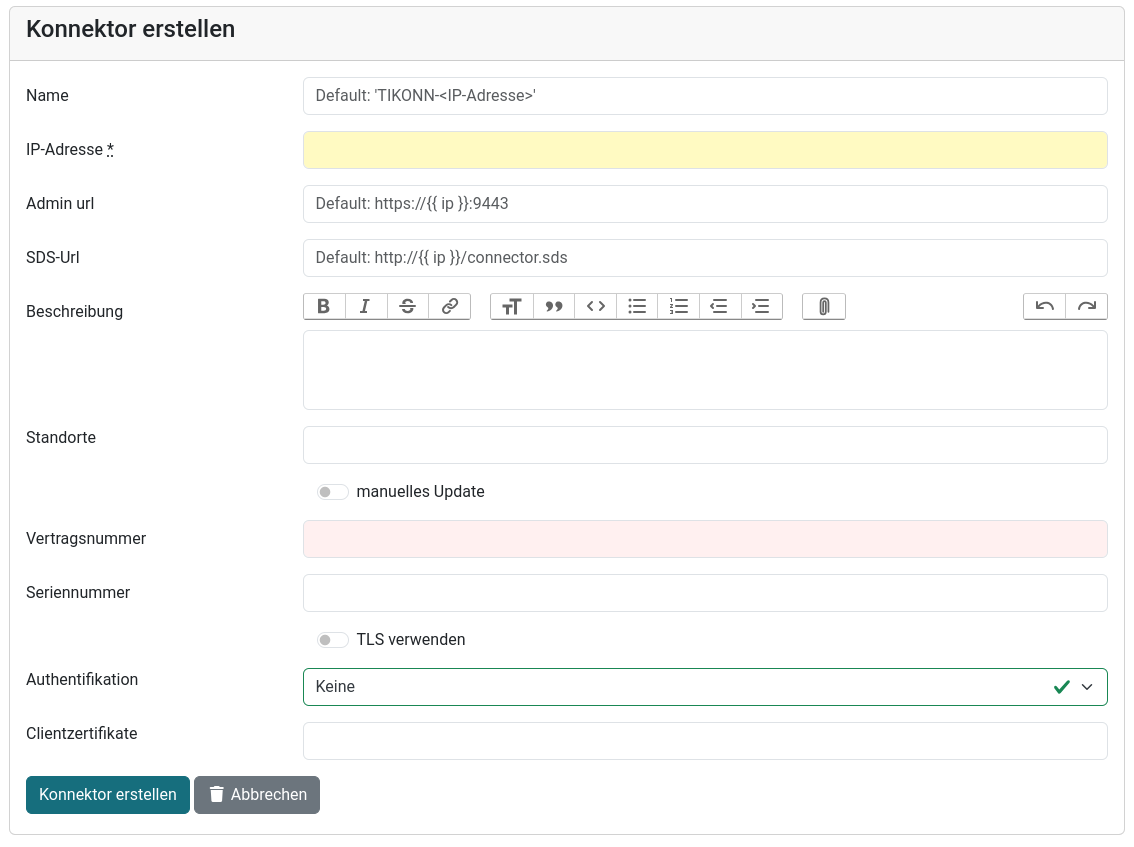 Konnektor erstellen
Name
Default: 'TIKONN-<IP-Adresse>'
IP-Adresse *
Admin url
Default: https://{{ ip }}:9443
SDS-Url
Default: http://{{ ip }}/connector.sds
Beschreibung
Standorte
manuelles Update
Vertragsnummer
Seriennummer
TLS verwenden
Authentifikation
Keine
Clientzertifikate
Konnektor erstellen
Abbrechen